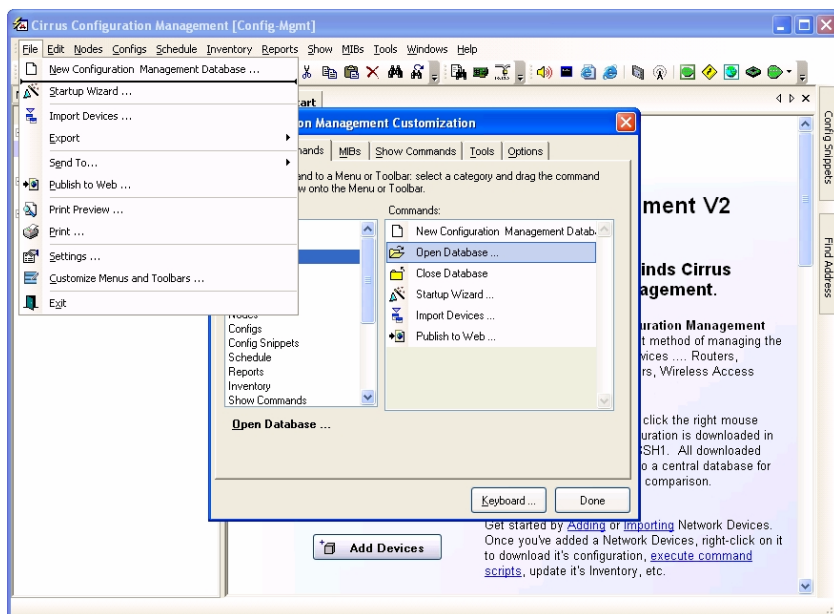 Cirrus Configuration Management [Config-Mgmt]
File Edit Nodes Configs Schedule Inventory Reports Show MIBs Tools Windows Help
New Configuration Management Database ...
Startup Wizard ...
Import Devices ...
Export
Send To...
Publish to Web ...
Print Preview ...
Print ...
Settings ...
Customize Menus and Toolbars ...
Exit
Management Customization
MIBs Show Commands Tools Options
and to a Menu or Toolbar: select a category and drag the command
onto the Menu or Toolbar.
Commands:
New Configuration Management Datab
Open Database ...
Close Database
Startup Wizard ...
Import Devices ...
Publish to Web ...
Nodes
Configs
Config Snippets
Schedule
Reports
Inventory
Show Commands
Open Database ...
Keyboard ...
Done
Config Snippets
Find Address
ment V2
inds Cirrus
agement.
uration Management
t method of managing the
vices .... Routers,
rs, Wireless Access
click the right mouse
uration is downloaded in
SH1. All downloaded
o a central database for
comparison.
Add Devices
Get started by Adding or Importing Network Devices.
Once you've added a Network Devices, right-click on it
to download it's configuration, execute command
scripts, update it's Inventory, etc.